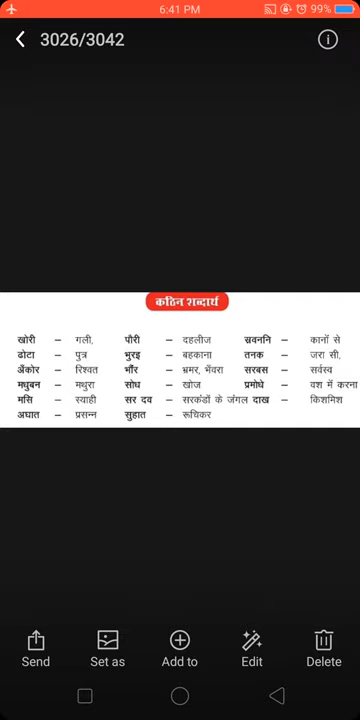 6:41 PM
99%
3026/3042
कठिन शब्दार्थ
खोरी – गली, पौरी – दहलीज स्रवननि – कानों से
ढोटा – पुत्र भुरइ – बहकाना तनक – जरा सी,
अँकोर – रिश्वत भौंर – भ्रमर, भँवरा सरबस – सर्वस्व
मधुबन – मथुरा सोध – खोज प्रमोधे – वश में करना
मसि – स्याही सर दव – सरकंडों के जंगल दाख – किशमिश
अघात – प्रसन्न सुहात – रूचिकर
Send Set as Add to Edit Delete